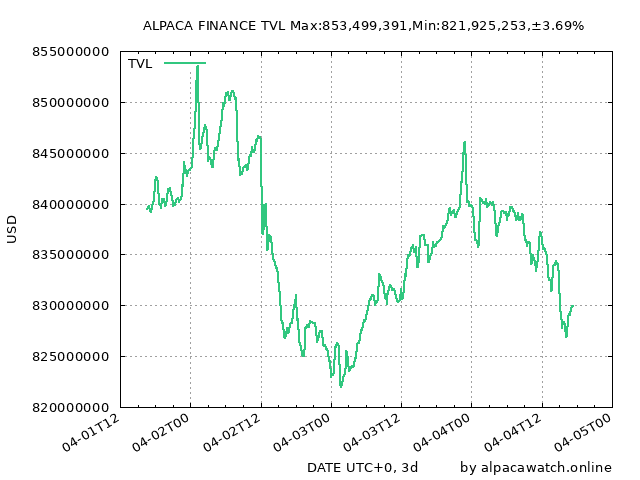 ALPACA FINANCE TVL Max:853,499,391,Min:821,925,253,±3.69%
855000000
TVL
850000000
845000000
840000000
USD
835000000
830000000
825000000
820000000
04-01T12
04-02T00
04-02T12
04-03T00
04-03T12
04-04T00
04-04T12
04-05T00
DATE UTC+0, 3d
by alpacawatch.online